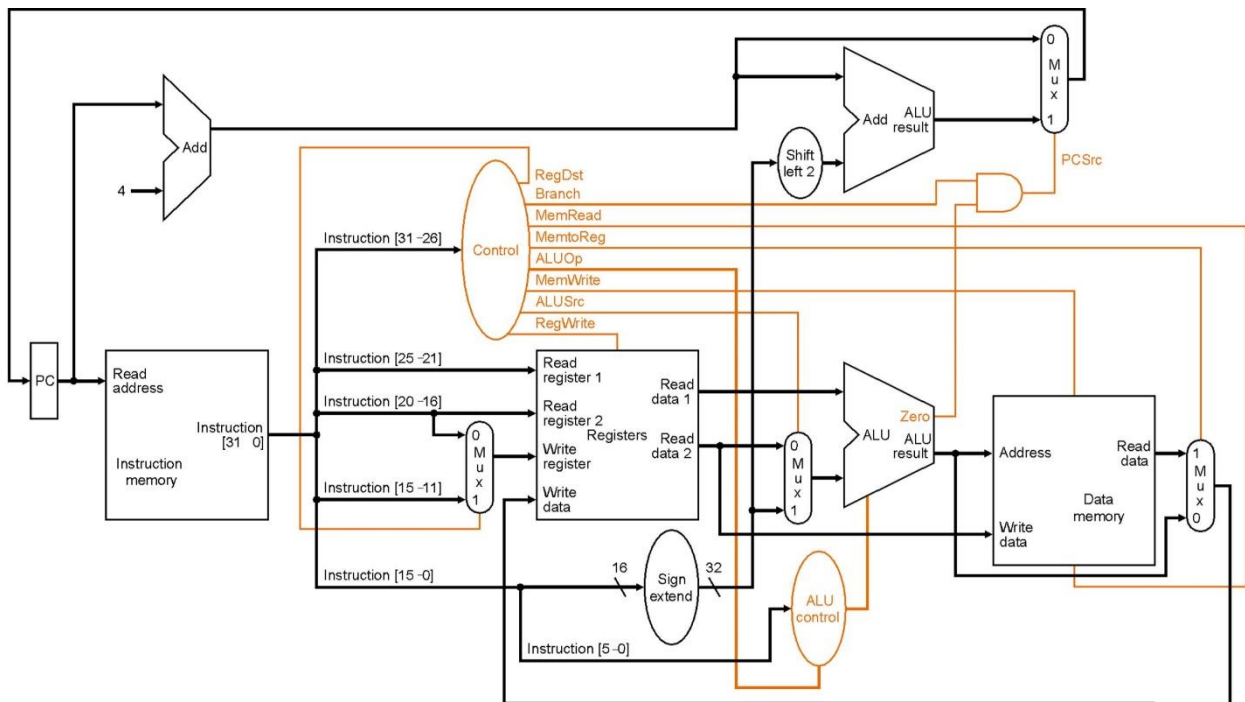 0
M
u
x
1
Add
ALU
result
Add
4
Shift
left 2
PCSrc
RegDst
Branch
MemRead
MemtoReg
ALUOp
MemWrite
ALUSrc
RegWrite
Control
Instruction [31-26]
Instruction [25-21]
Instruction [20-16]
Instruction [15-11]
Instruction [15-0]
Instruction [5-0]
PC
Read
address
Instruction
[31 0]
Instruction
memory
0
M
u
x
1
Read
register 1
Read
register 2
Write
register
Write
data
Registers
Read
data 1
Read
data 2
0
M
u
x
1
Zero
ALU
ALU
result
Address
Write
data
Read
data
Data
memory
1
M
u
x
0
16
Sign
extend
32
ALU
control